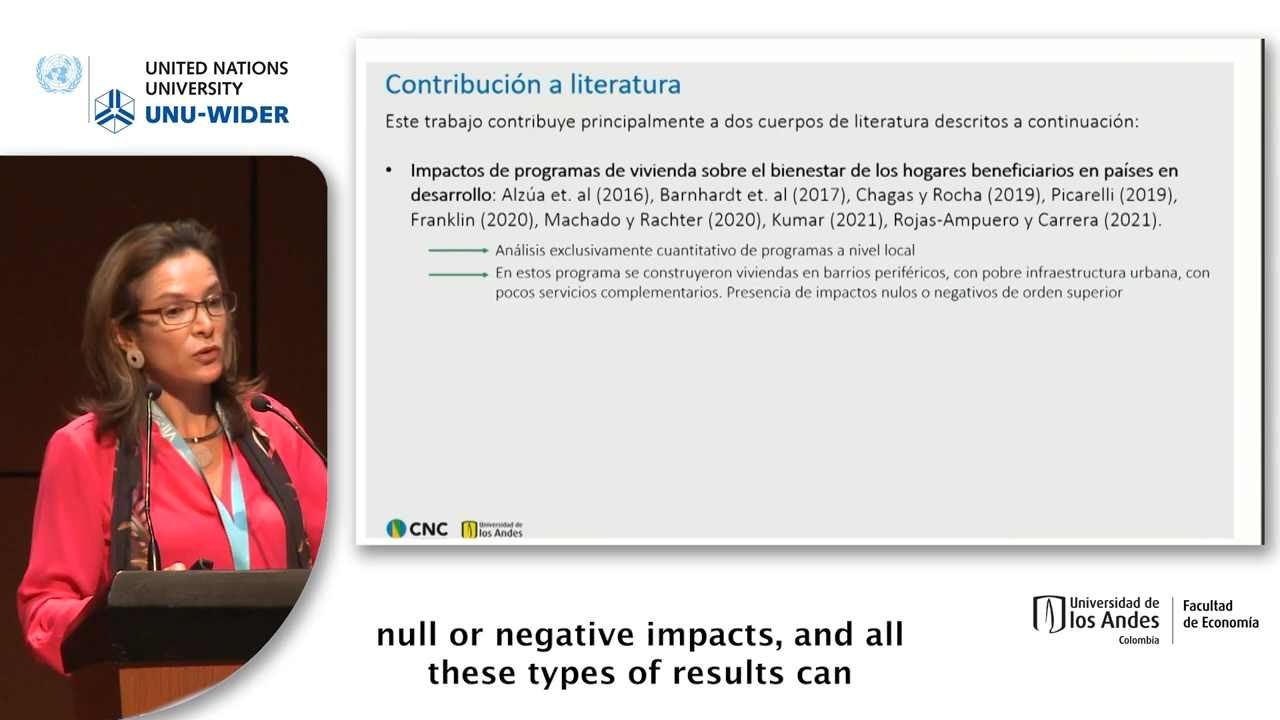 UNITED NATIONS
UNIVERSITY
UNU-WIDER
Contribución a literatura
Este trabajo contribuye principalmente a dos cuerpos de literatura descritos a continuación:
• Impactos de programas de vivienda sobre el bienestar de los hogares beneficiarios en países en
desarrollo: Alzúa et. al (2016), Barnhardt et. al (2017), Chagas y Rocha (2019), Picarelli (2019),
Franklin (2020), Machado y Rachter (2020), Kumar (2021), Rojas-Ampuero y Carrera (2021).
Análisis exclusivamente cuantitativo de programas a nivel local
En estos programa se construyeron viviendas en barrios periféricos, con pobre infraestructura urbana, con
pocos servicios complementarios. Presencia de impactos nulos o negativos de orden superior
CNC
Universidad de
los Andes
null or negative impacts, and all
these types of results can
Universidad de
los Andes
Colombia
Facultad
de Economía